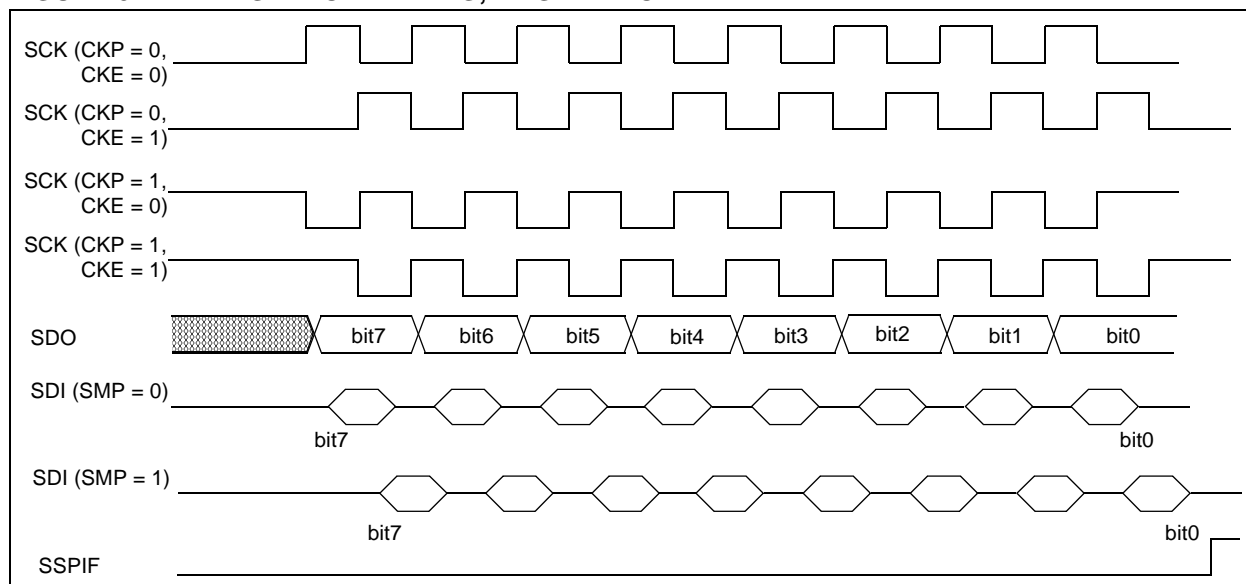 SCK (CKP = 0,
CKE = 0)
SCK (CKP = 0,
CKE = 1)
SCK (CKP = 1,
CKE = 0)
SCK (CKP = 1,
CKE = 1)
SDO bit7 bit6 bit5 bit4 bit3 bit2 bit1 bit0
SDI (SMP = 0)
bit7 bit0
SDI (SMP = 1)
bit7 bit0
SSPIF